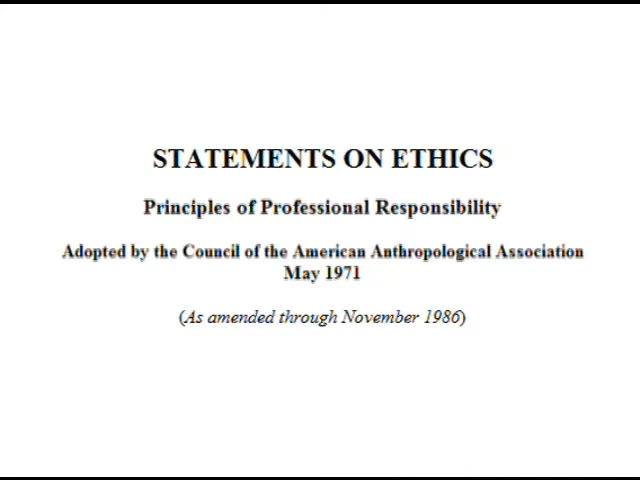 STATEMENTS ON ETHICS
Principles of Professional Responsibility
Adopted by the Council of the American Anthropological Association
May 1971
(As amended through November 1986)